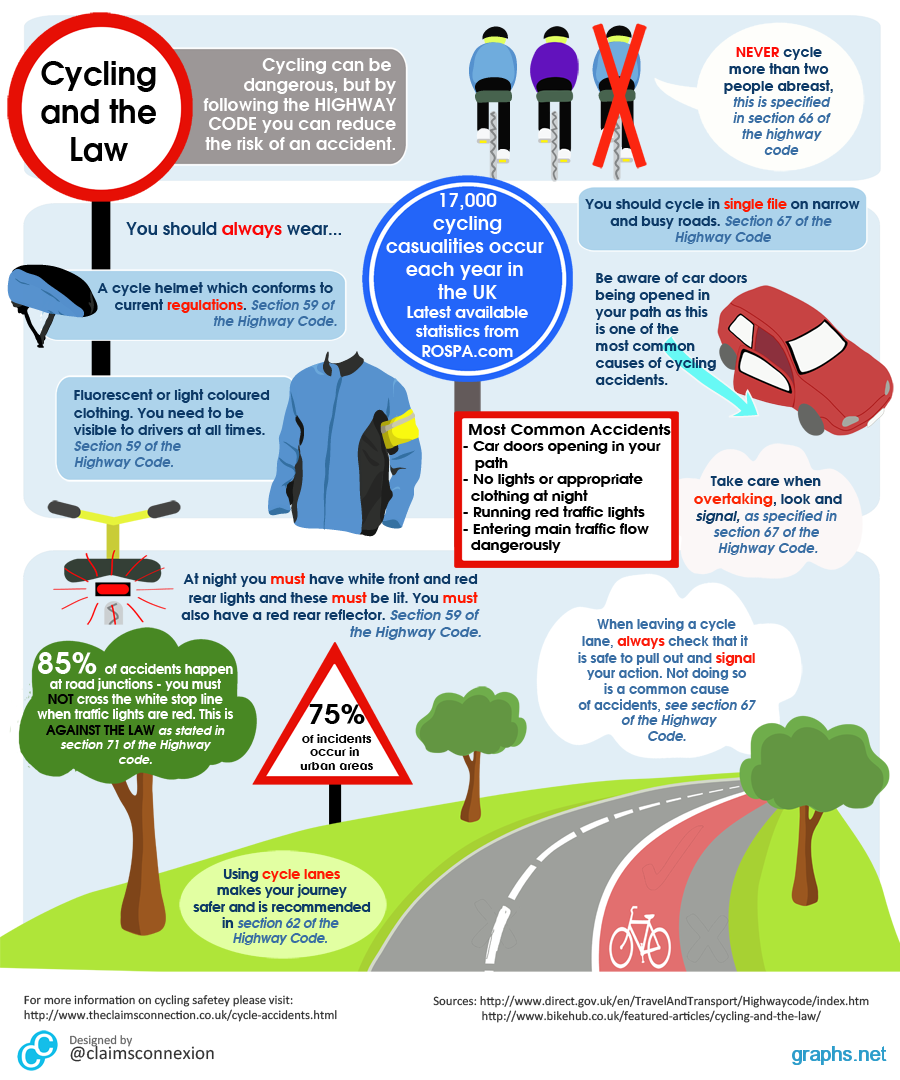 Cycling
and the
Law
Cycling can be
dangerous, but by
following the HIGHWAY
CODE you can reduce
the risk of an accident.
NEVER cycle
more than two
people abreast,
this is specified
in section 66 of
the highway
code
You should always wear...
A cycle helmet which conforms to
current regulations. Section 59 of
the Highway Code.
Fluorescent or light coloured
clothing. You need to be
visible to drivers at all times.
Section 59 of the
Highway Code.
17,000
cycling
casualities occur
each year in
the UK
Latest available
statistics from
ROSPA.com
You should cycle in single file on narrow
and busy roads. Section 67 of the
Highway Code
Be aware of car doors
being opened in
your path as this
is one of the
most common
causes of cycling
accidents.
Most Common Accidents
- Car doors opening in your
path
- No lights or appropriate
clothing at night
- Running red traffic lights
- Entering main traffic flow
dangerously
Take care when
overtaking, look and
signal, as specified in
section 67 of the
Highway Code.
At night you must have white front and red
rear lights and these must be lit. You must
also have a red rear reflector. Section 59 of
the Highway Code.
85% of accidents happen
at road junctions - you must
NOT cross the white stop line
when traffic lights are red. This is
AGAINST THE LAW as stated in
section 71 of the Highway
code.
75%
of incidents
occur in
urban areas
When leaving a cycle
lane, always check that it
is safe to pull out and signal
your action. Not doing so
is a common cause
of accidents, see section 67
of the Highway
Code.
Using cycle lanes
makes your journey
safer and is recommended
in section 62 of the
Highway Code.
For more information on cycling safetey please visit:
http://www.theclaimsconnection.co.uk/cycle-accidents.html
Sources: http://www.direct.gov.uk/en/TravelAndTransport/Highwaycode/index.htm
http://www.bikehub.co.uk/featured-articles/cycling-and-the-law/
Designed by
@claimsconnexion
graphs.net